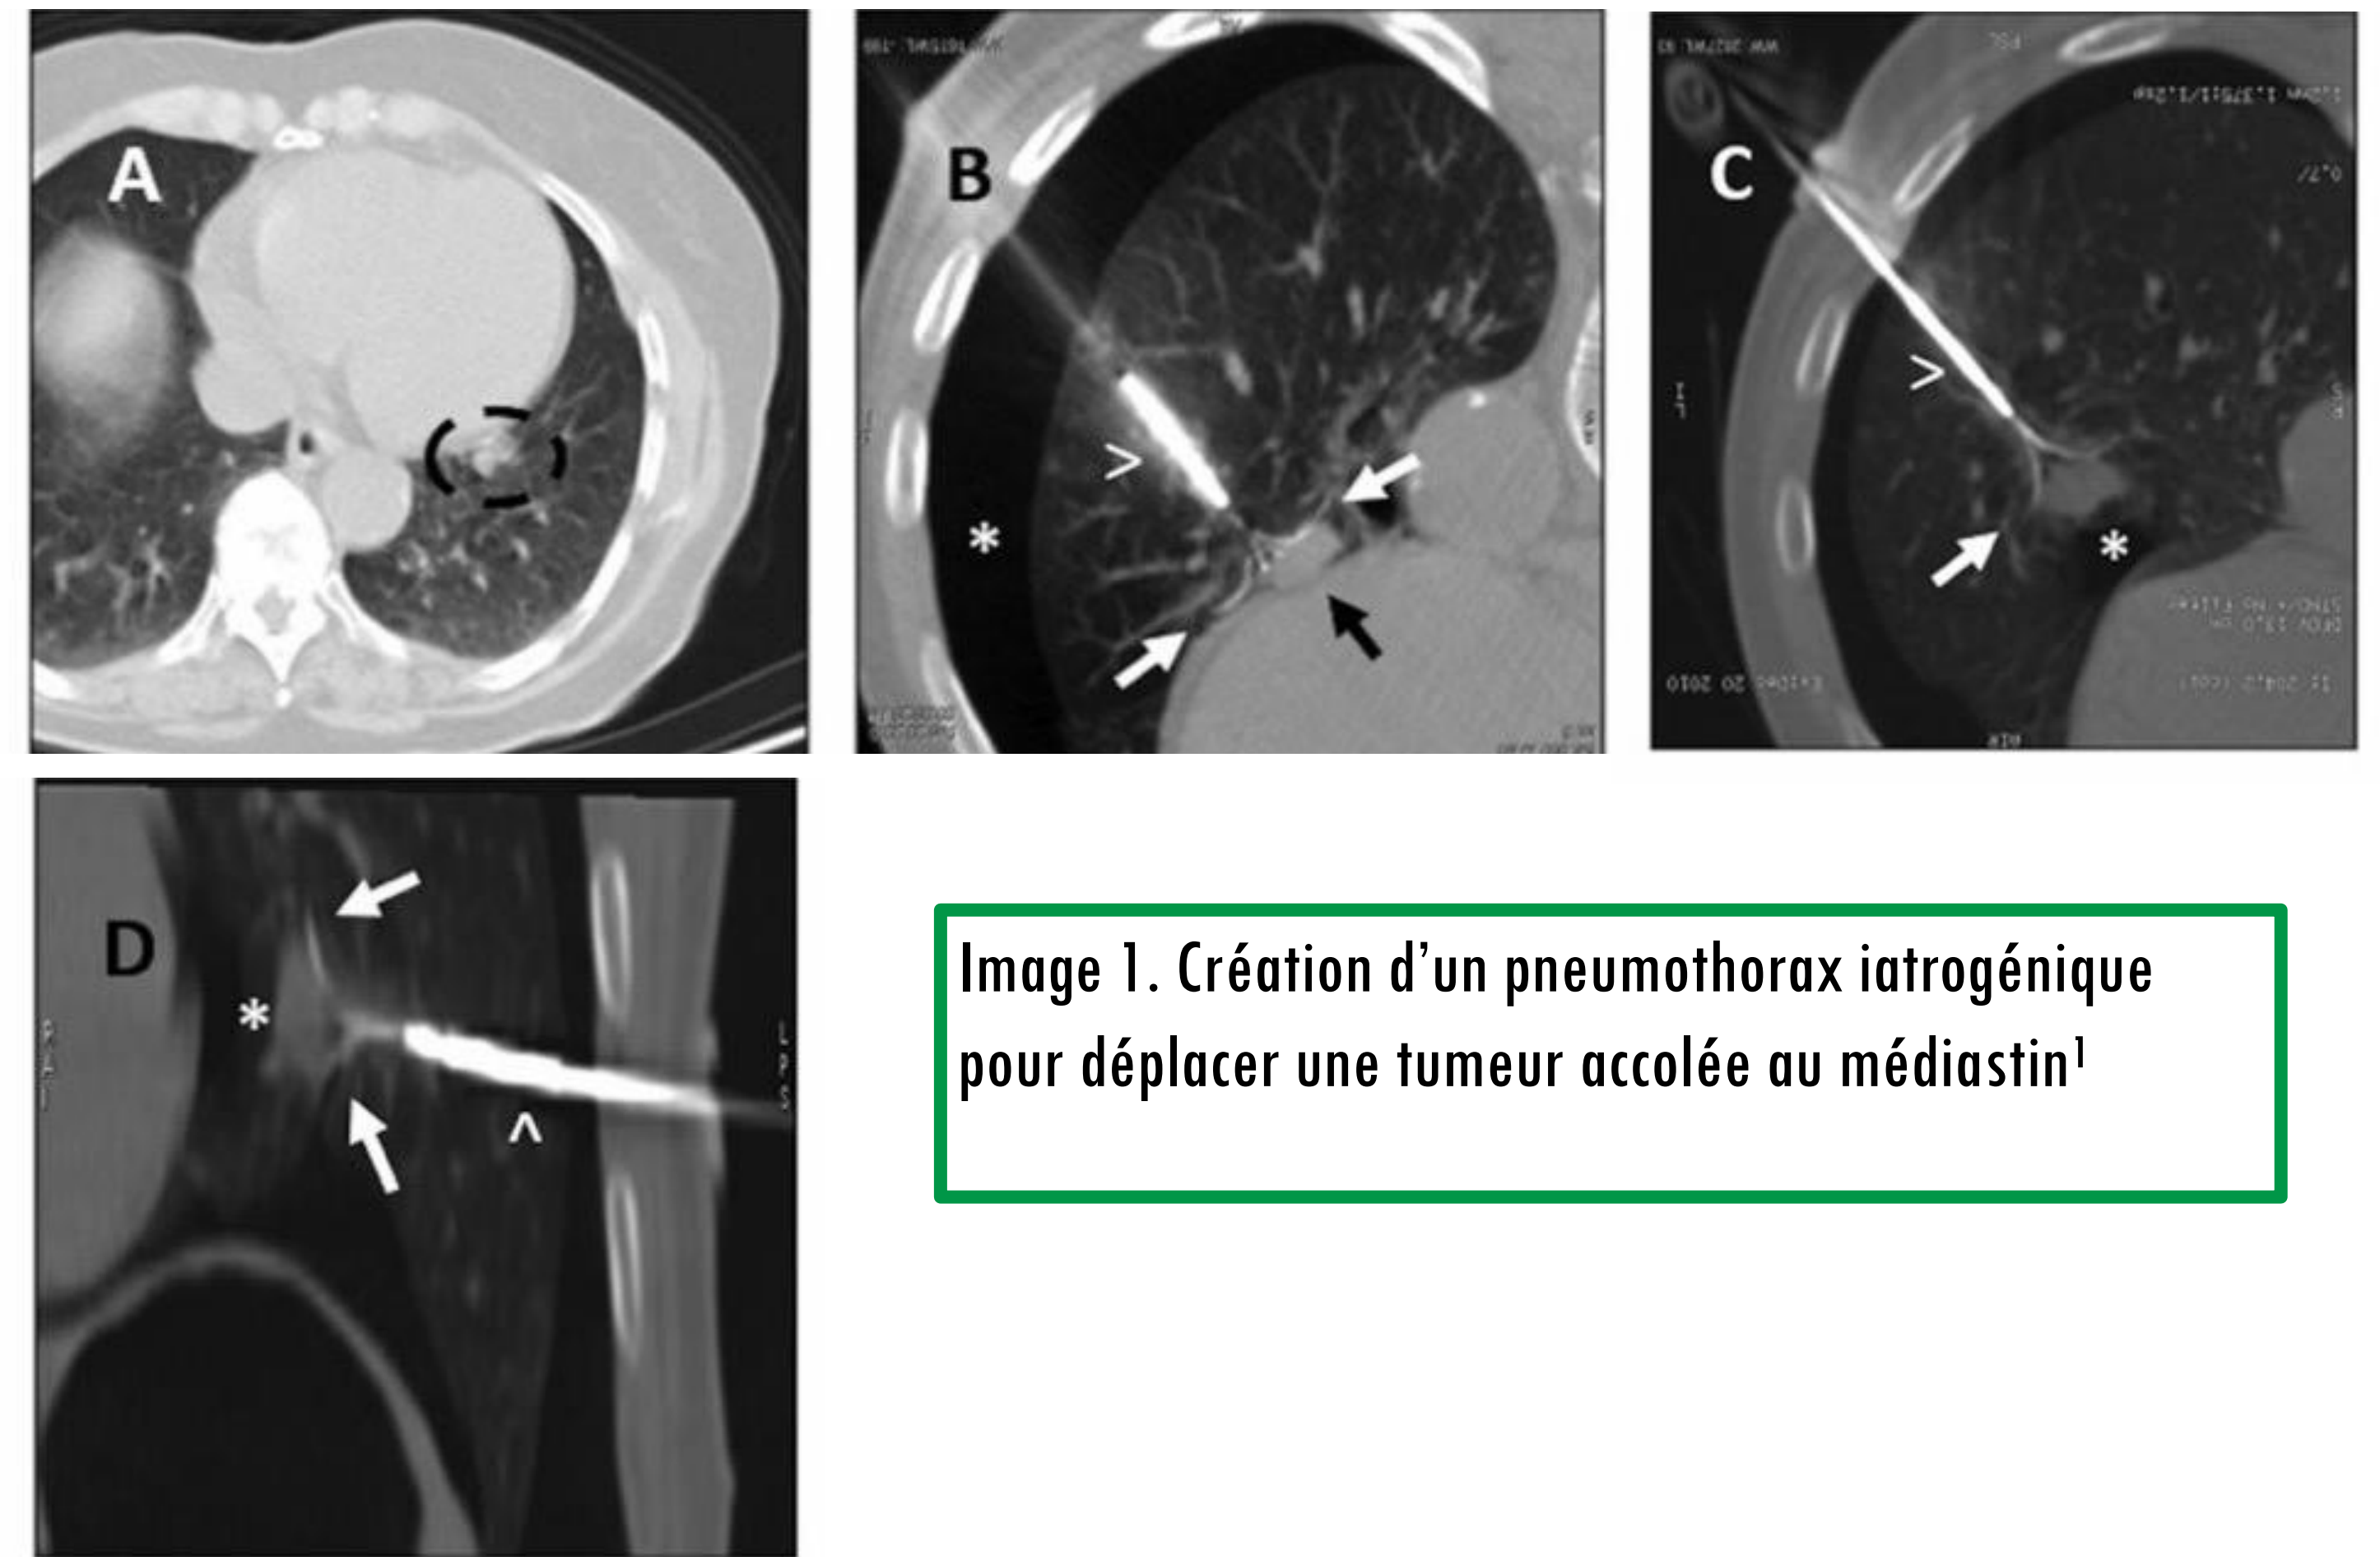 A
B
C
>
*
>
*
D
*
^
Image 1. Création d’un pneumothorax iatrogénique
pour déplacer une tumeur accolée au médiastin¹